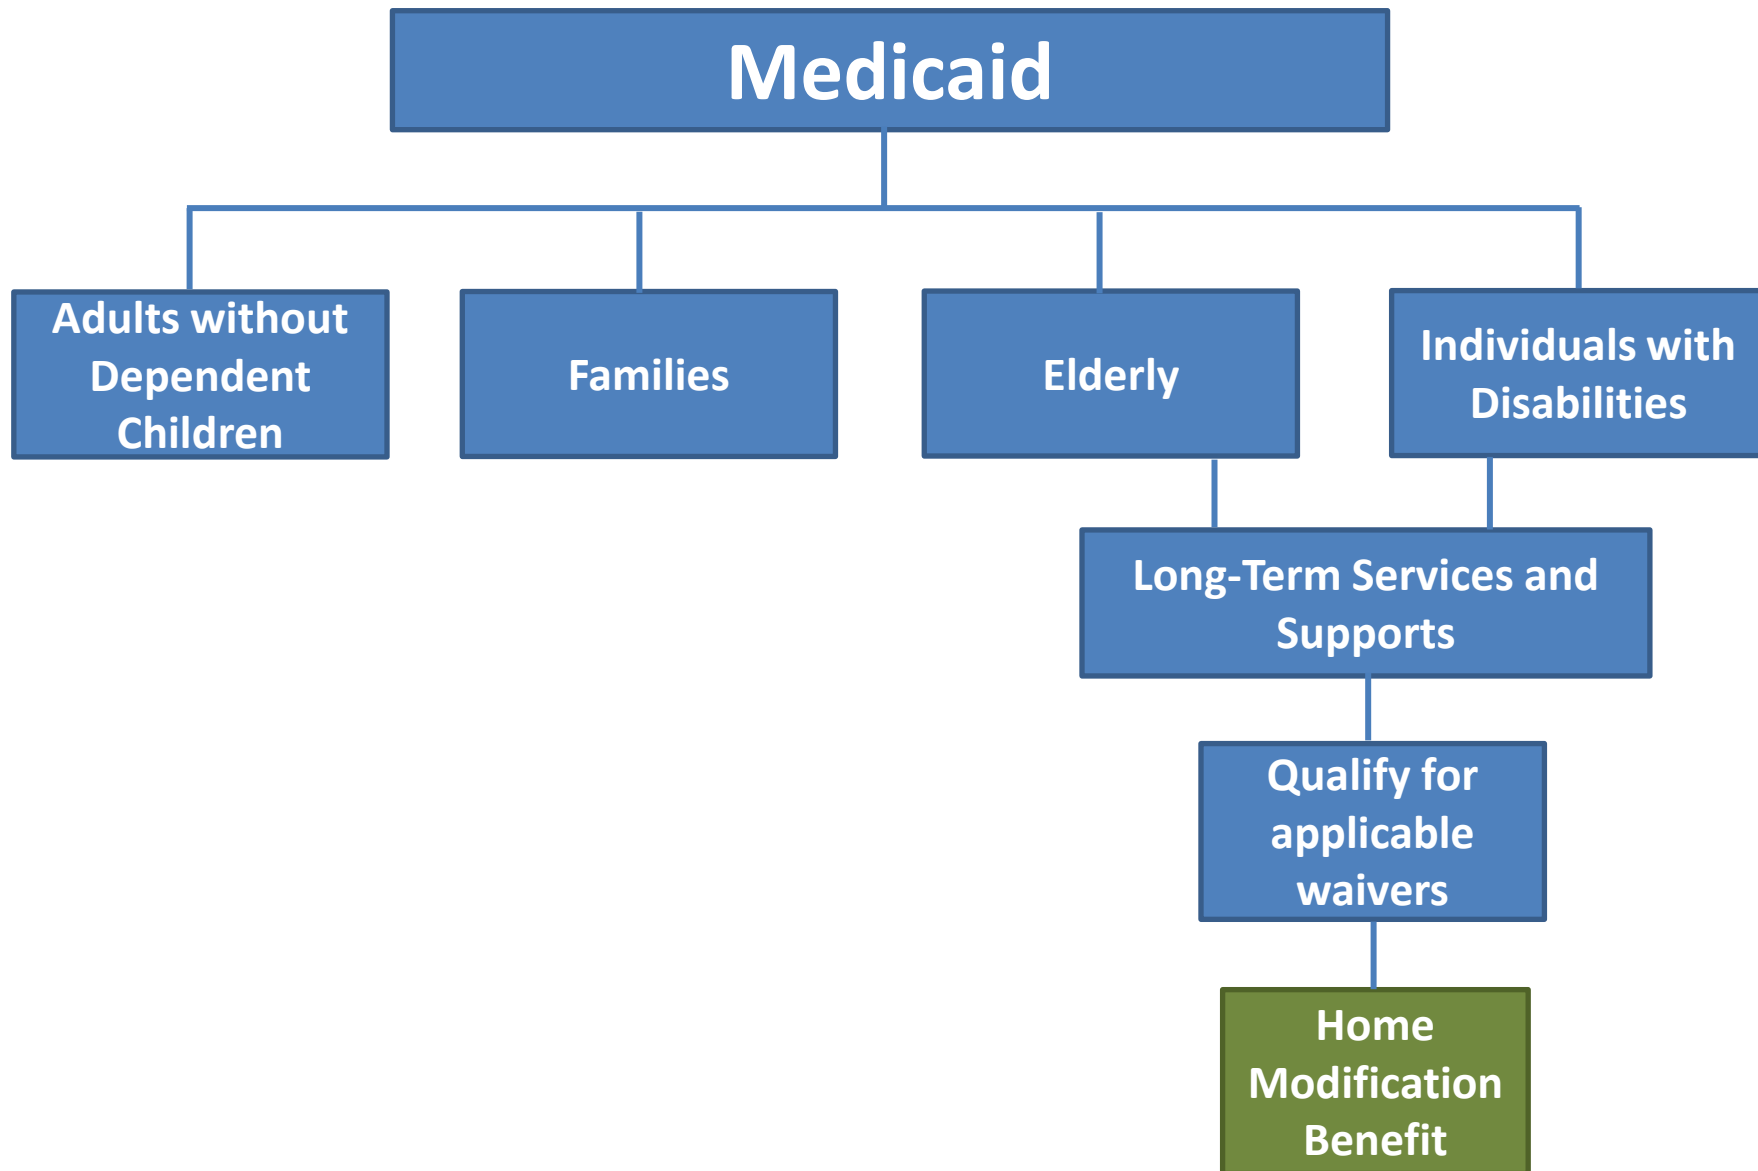 Medicaid
Adults without
Dependent
Children
Families
Elderly
Individuals with
Disabilities
Long-Term Services and
Supports
Qualify for
applicable
waivers
Home
Modification
Benefit